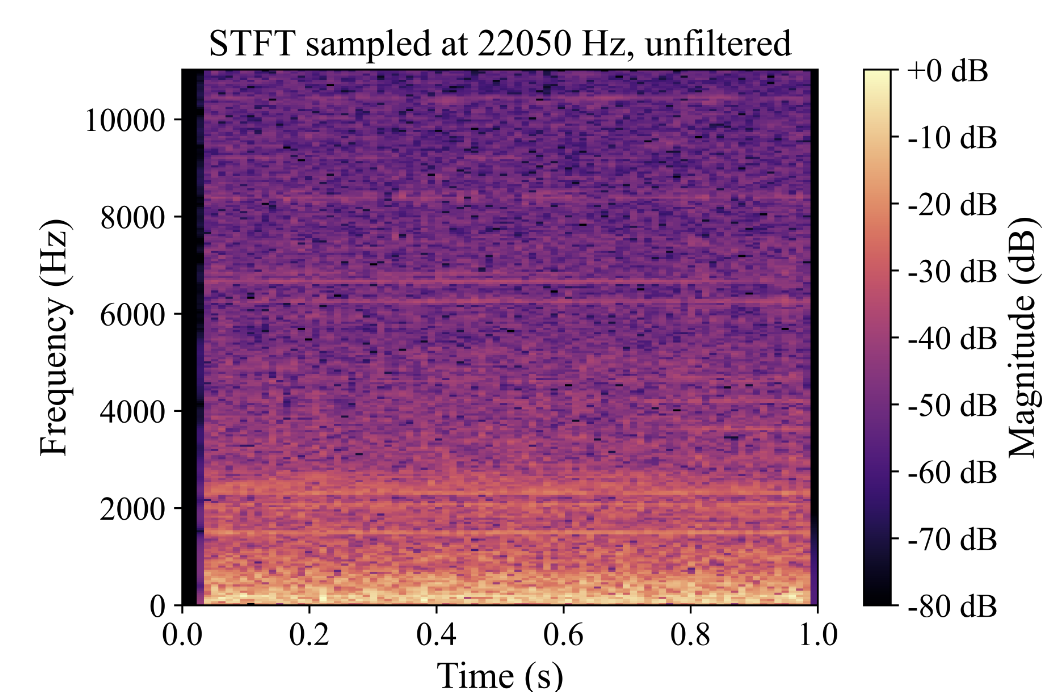 STFT sampled at 22050 Hz, unfiltered
10000
8000
6000
4000
2000
0
Frequency (Hz)
0.0 0.2 0.4 0.6 0.8 1.0
Time (s)
+0 dB
-10 dB
-20 dB
-30 dB
-40 dB
-50 dB
-60 dB
-70 dB
-80 dB
Magnitude (dB)